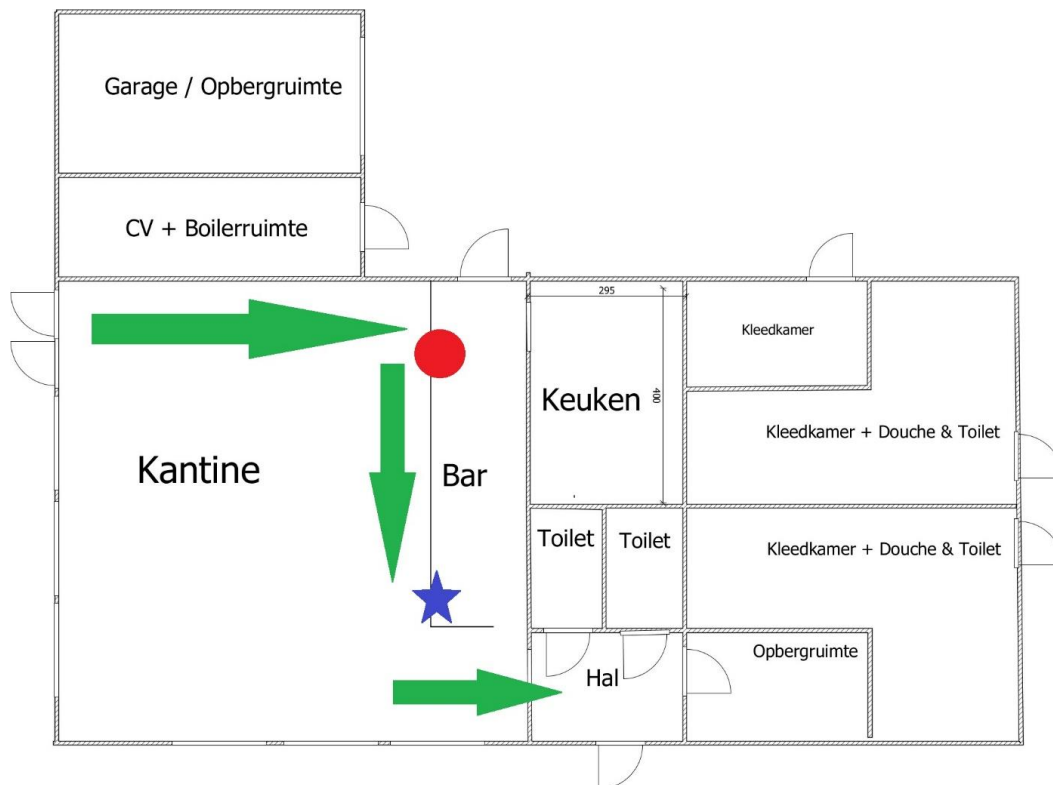 Garage / Opbergruimte
CV + Boilerruimte
295
Kleedkamer
400
Keuken
Kleedkamer + Douche & Toilet
Kantine
Bar
Toilet
Toilet
Kleedkamer + Douche & Toilet
Opbergruimte
Hal